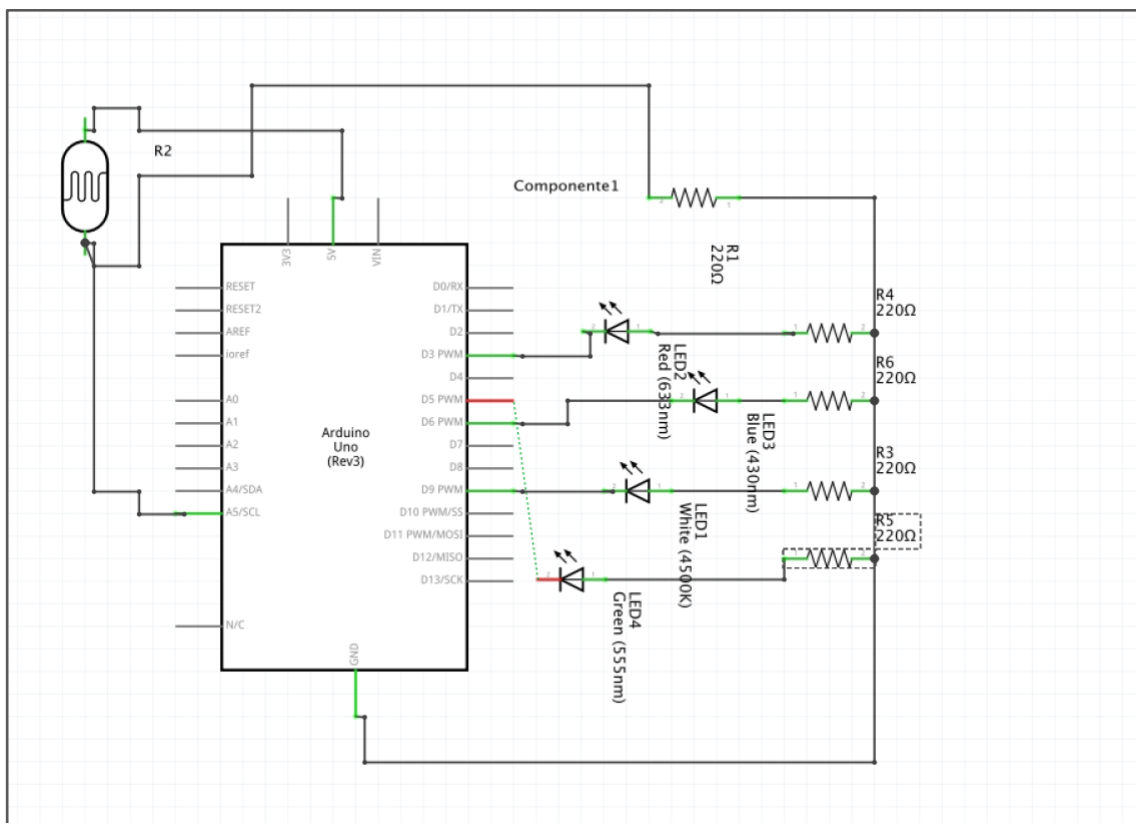 R2
Componente1
R1
220Ω
3V3
5V
VIN
RESET
RESET2
AREF
ioref
A0
A1
A2
A3
A4/SDA
A5/SCL
N/C
Arduino
Uno
(Rev3)
D0/RX
D1/TX
D2
D3 PWM
D4
D5 PWM
D6 PWM
D7
D8
D9 PWM
D10 PWM/SS
D11 PWM/MOSI
D12/MISO
D13/SCK
GND
LED2
Red (633nm)
LED3
Blue (430nm)
LED1
White (4500K)
LED4
Green (555nm)
R4
220Ω
R6
220Ω
R3
220Ω
R5
220Ω